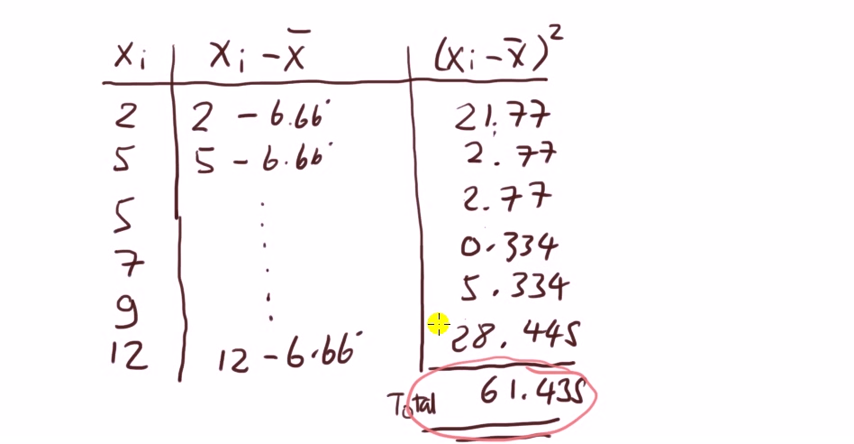 xi xi - x̄ (xi - x̄)²
2 2 - 6.66̇ 21.77
5 5 - 6.66̇ 2.77
5 2.77
7 0.334
9 5.334
12 12 - 6.66̇ 28.445
Total 61.435